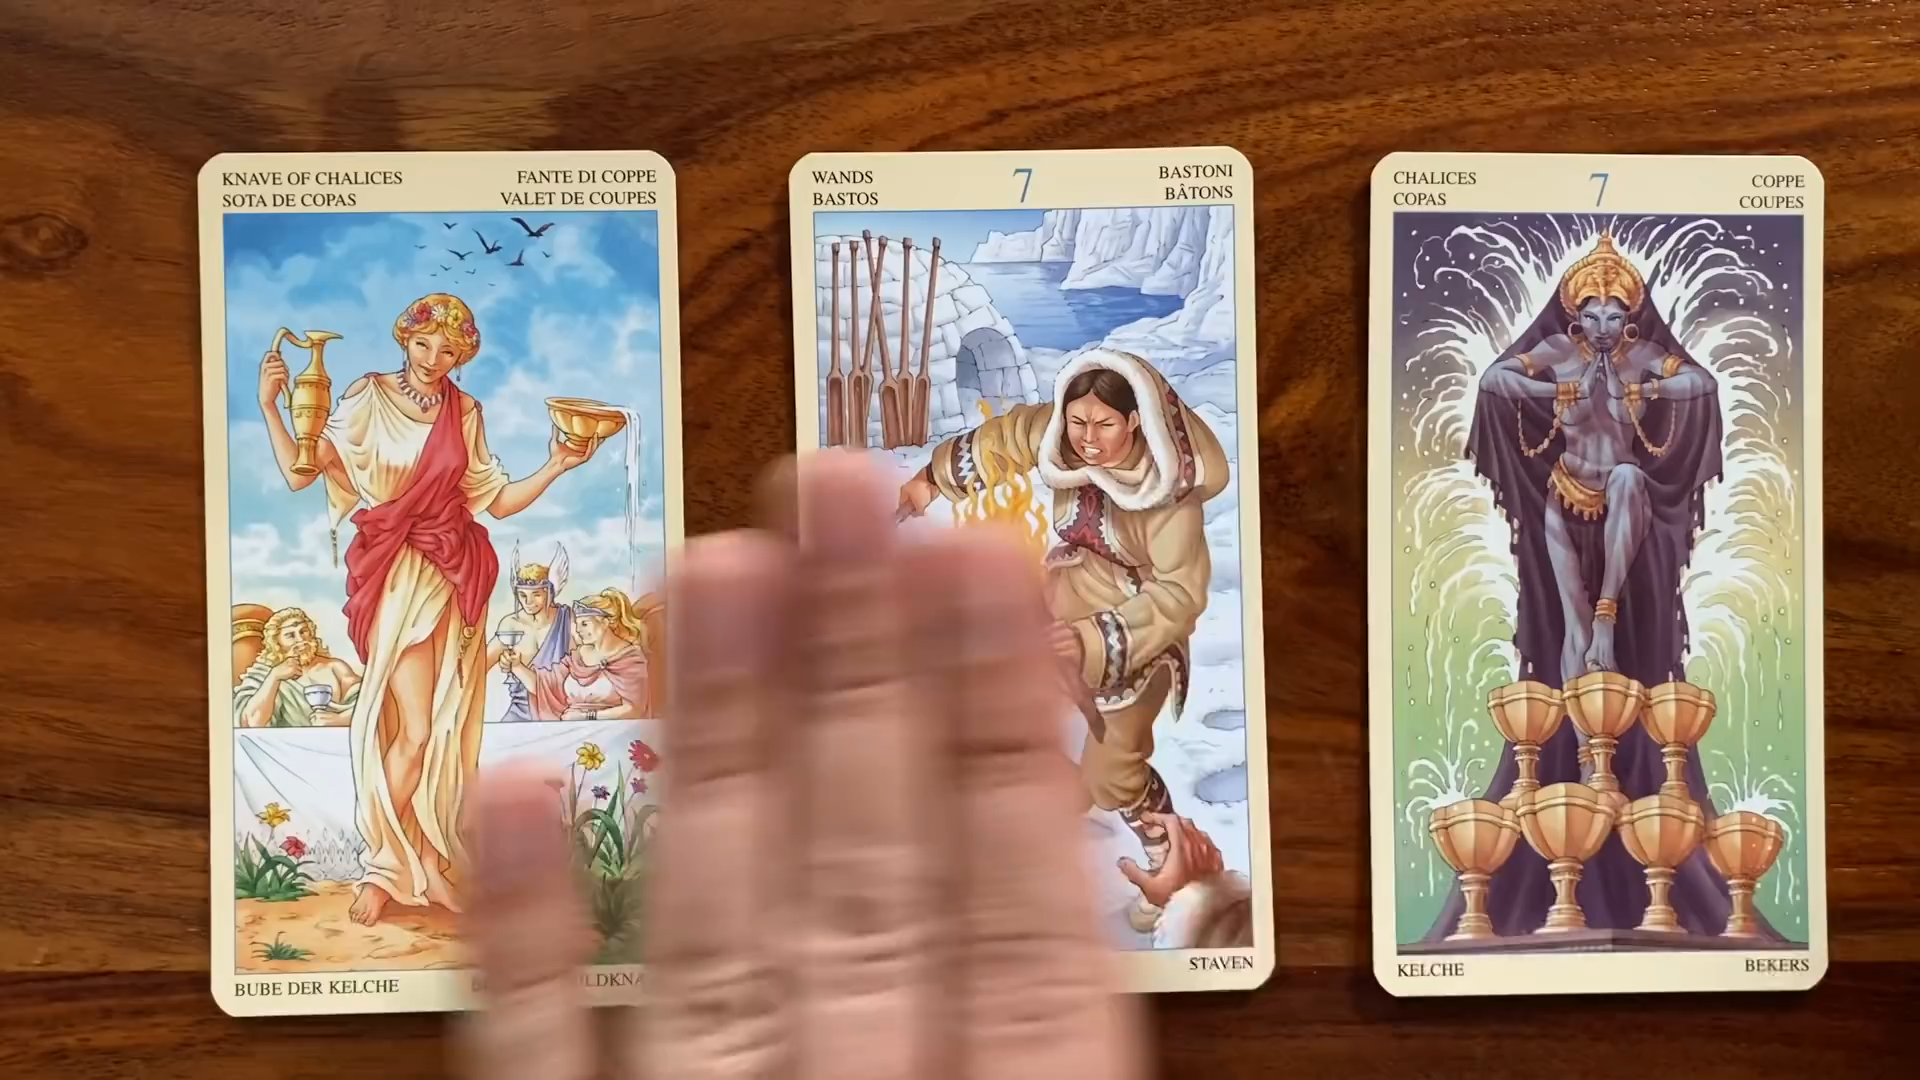 KNAVE OF CHALICES
SOTA DE COPAS
FANTE DI COPPE
VALET DE COUPES
BUBE DER KELCHE
WANDS
BASTOS
7
BASTONI
BÂTONS
STAVEN
CHALICES
COPAS
7
COPPE
COUPES
KELCHE
BEKERS